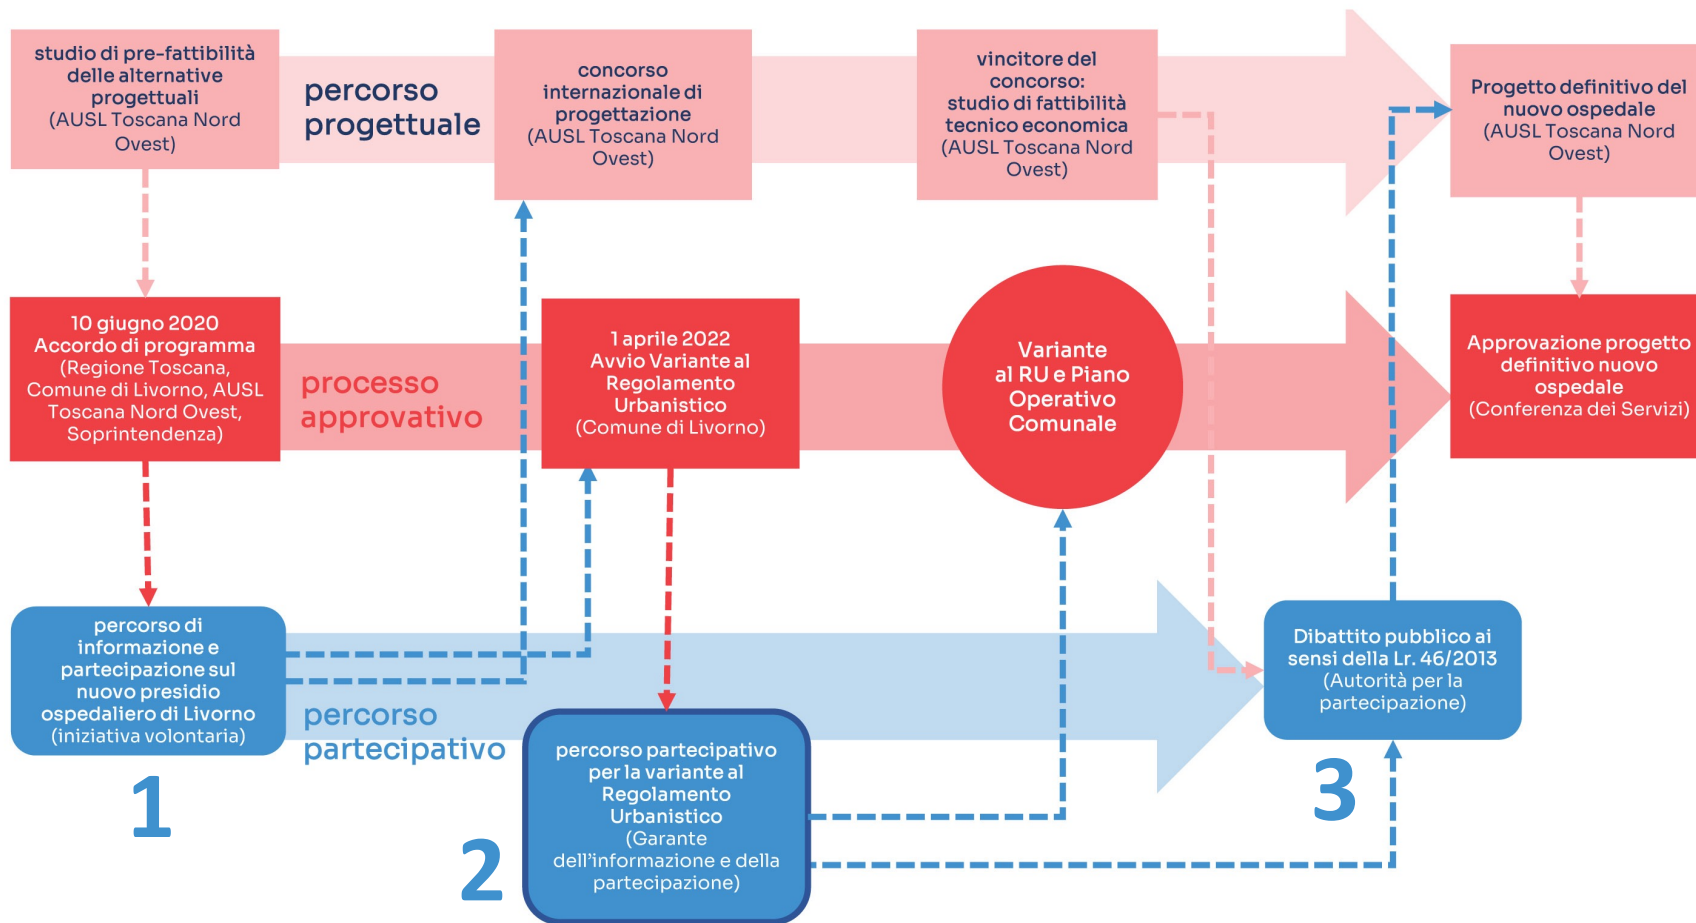 studio di pre-fattibilità
delle alternative
progettuali
(AUSL Toscana Nord
Ovest)
percorso
progettuale
concorso
internazionale di
progettazione
(AUSL Toscana Nord
Ovest)
vincitore del
concorso:
studio di fattibilità
tecnico economica
(AUSL Toscana Nord
Ovest)
Progetto definitivo del
nuovo ospedale
(AUSL Toscana Nord
Ovest)
10 giugno 2020
Accordo di programma
(Regione Toscana,
Comune di Livorno, AUSL
Toscana Nord Ovest,
Soprintendenza)
processo
approvativo
1 aprile 2022
Avvio Variante al
Regolamento
Urbanistico
(Comune di Livorno)
Variante
al RU e Piano
Operativo
Comunale
Approvazione progetto
definitivo nuovo
ospedale
(Conferenza dei Servizi)
percorso di
informazione e
partecipazione sul
nuovo presidio
ospedaliero di Livorno
(iniziativa volontaria)
1
percorso
partecipativo
percorso partecipativo
per la variante al
Regolamento
Urbanistico
(Garante
dell'informazione e della
partecipazione)
2
Dibattito pubblico ai
sensi della Lr. 46/2013
(Autorità per la
partecipazione)
3